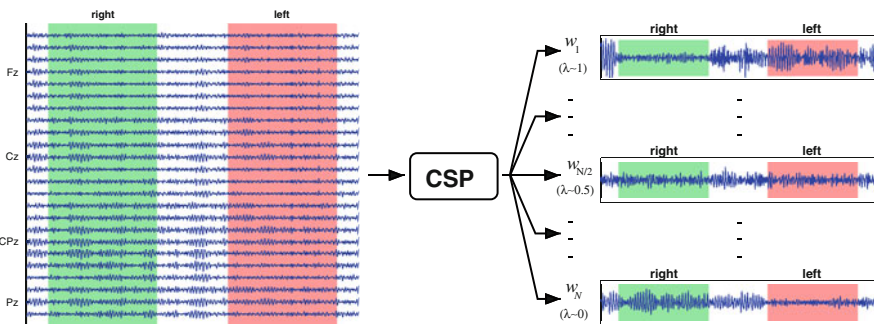 right left
Fz
Cz
CPz
Pz
CSP
w1
(λ~1)
right left
wN/2
(λ~0.5)
right left
wN
(λ~0)
right left